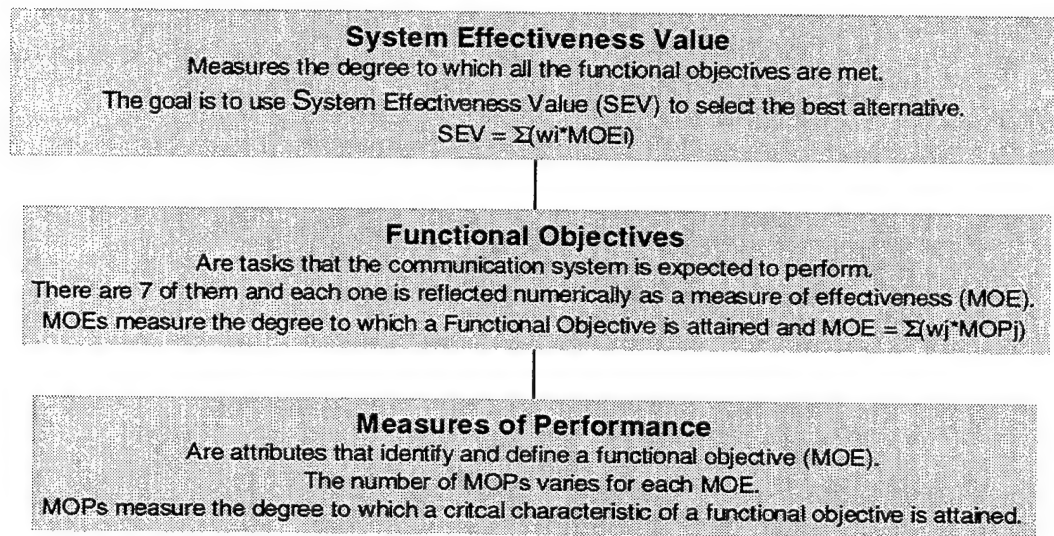 System Effectiveness Value
Measures the degree to which all the functional objectives are met.
The goal is to use System Effectiveness Value (SEV) to select the best alternative.
SEV = Σ(wi*MOEi)
Functional Objectives
Are tasks that the communication system is expected to perform.
There are 7 of them and each one is reflected numerically as a measure of effectiveness (MOE).
MOEs measure the degree to which a Functional Objective is attained and MOE = Σ(wj*MOPj)
Measures of Performance
Are attributes that identify and define a functional objective (MOE).
The number of MOPs varies for each MOE.
MOPs measure the degree to which a critcal characteristic of a functional objective is attained.